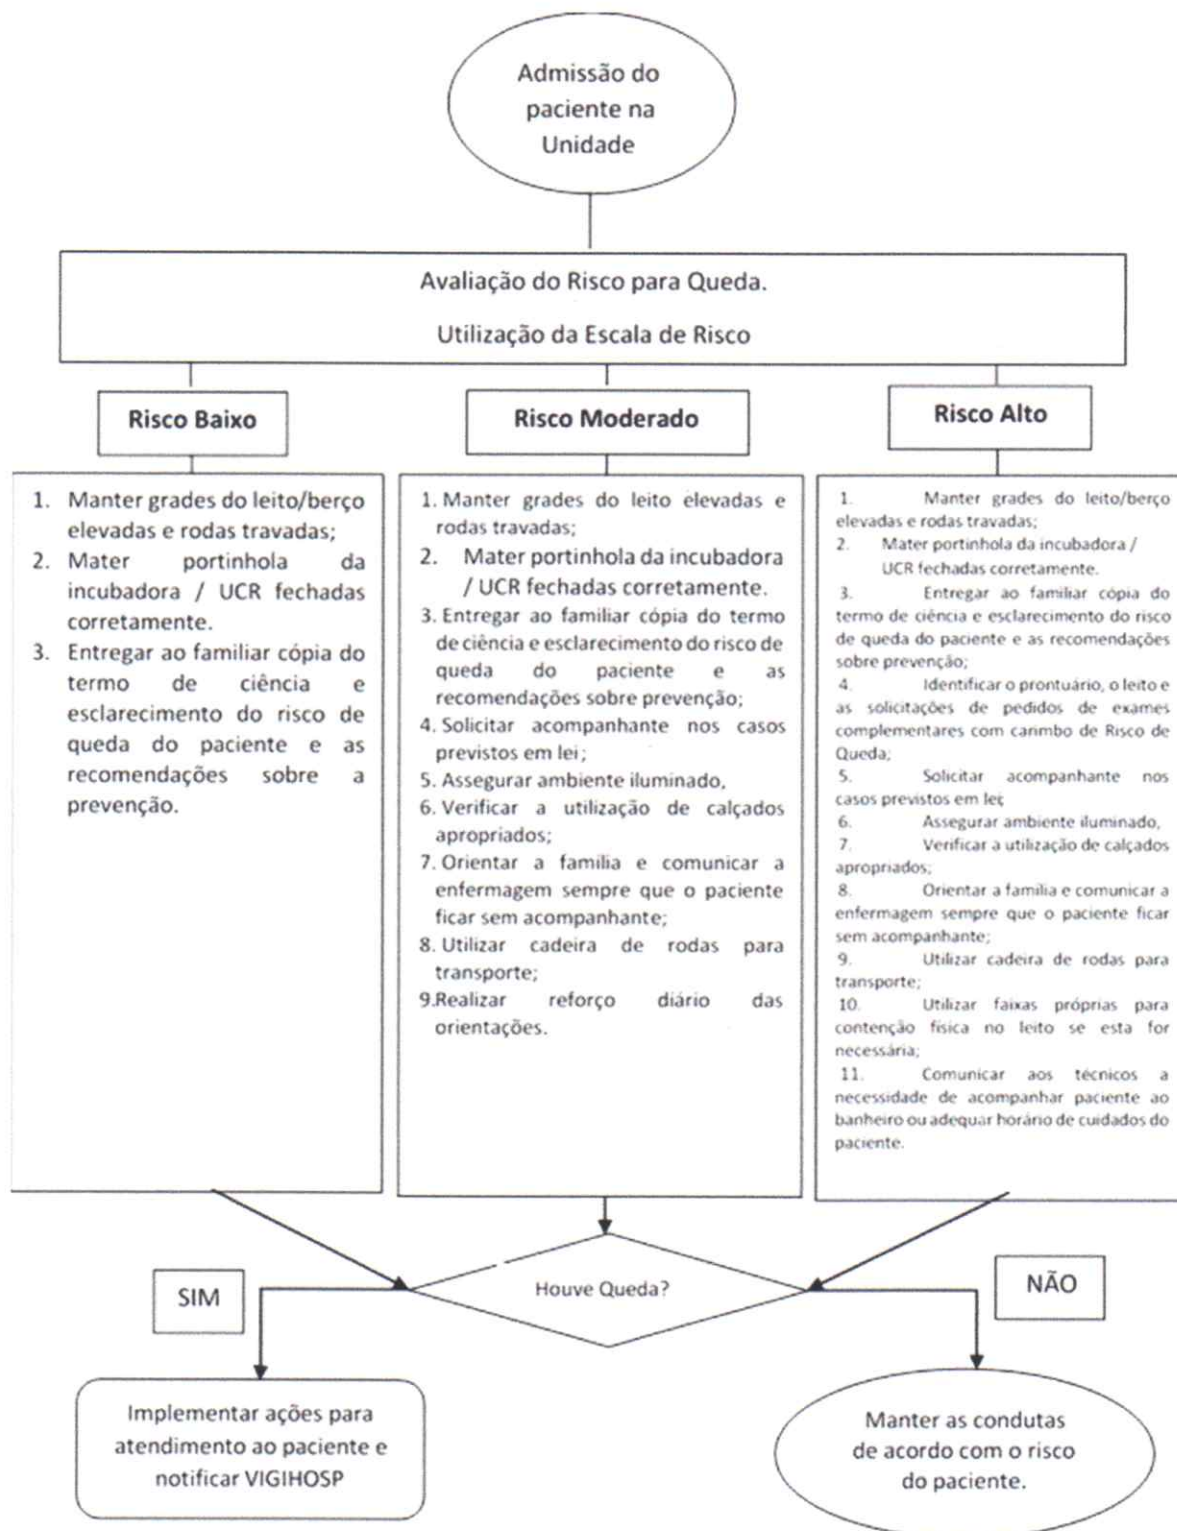 Admissão do
paciente na
Unidade
Avaliação do Risco para Queda.
Utilização da Escala de Risco
Risco Baixo
Risco Moderado
Risco Alto
1. Manter grades do leito/berço
elevadas e rodas travadas;
2. Mater portinhola da
incubadora / UCR fechadas
corretamente.
3. Entregar ao familiar cópia do
termo de ciência e
esclarecimento do risco de
queda do paciente e as
recomendações sobre a
prevenção.
1. Manter grades do leito elevadas e
rodas travadas;
2. Mater portinhola da incubadora
/ UCR fechadas corretamente.
3. Entregar ao familiar cópia do termo
de ciência e esclarecimento do risco de
queda do paciente e as
recomendações sobre prevenção;
4. Solicitar acompanhante nos casos
previstos em lei;
5. Assegurar ambiente iluminado,
6. Verificar a utilização de calçados
apropriados;
7. Orientar a família e comunicar a
enfermagem sempre que o paciente
ficar sem acompanhante;
8. Utilizar cadeira de rodas para
transporte;
9.Realizar reforço diário das
orientações.
1. Manter grades do leito/berço
elevadas e rodas travadas;
2. Mater portinhola da incubadora /
UCR fechadas corretamente.
3. Entregar ao familiar cópia do
termo de ciência e esclarecimento do risco
de queda do paciente e as recomendações
sobre prevenção;
4. Identificar o prontuário, o leito e
as solicitações de pedidos de exames
complementares com carimbo de Risco de
Queda;
5. Solicitar acompanhante nos
casos previstos em lei;
6. Assegurar ambiente iluminado,
7. Verificar a utilização de calçados
apropriados;
8. Orientar a família e comunicar a
enfermagem sempre que o paciente ficar
sem acompanhante;
9. Utilizar cadeira de rodas para
transporte;
10. Utilizar faixas próprias para
contenção física no leito se esta for
necessária;
11. Comunicar aos técnicos a
necessidade de acompanhar paciente ao
banheiro ou adequar horário de cuidados do
paciente.
Houve Queda?
SIM
NÃO
Implementar ações para
atendimento ao paciente e
notificar VIGIHOSP
Manter as condutas
de acordo com o risco
do paciente.